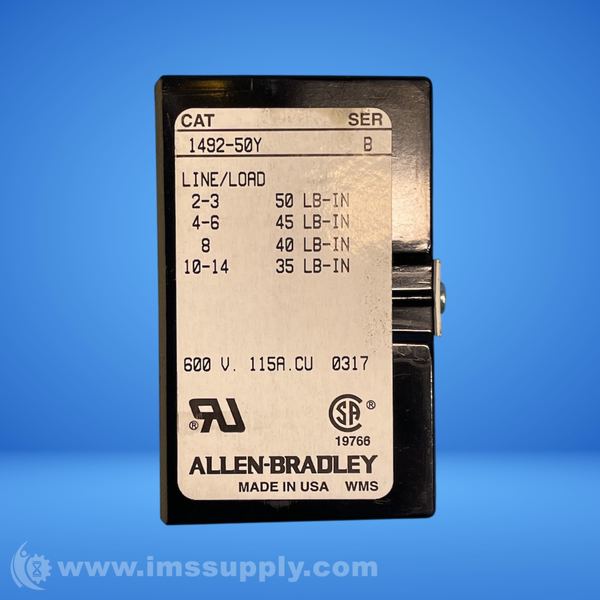 CAT SER
1492-50Y B
LINE/LOAD
2-3 50 LB-IN
4-6 45 LB-IN
8 40 LB-IN
10-14 35 LB-IN
600 V. 115A.CU 0317
® RU SA ®
19766
ALLEN-BRADLEY
MADE IN USA WMS
www.imssupply.com